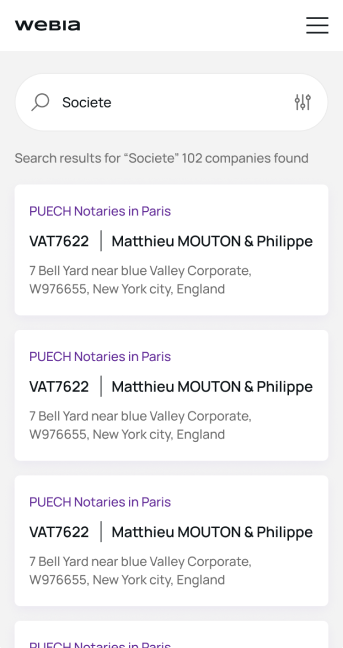 WEBIA
Societe
Search results for “Societe” 102 companies found
PUECH Notaries in Paris
VAT7622 | Matthieu MOUTON & Philippe
7 Bell Yard near blue Valley Corporate,
W976655, New York city, England
PUECH Notaries in Paris
VAT7622 | Matthieu MOUTON & Philippe
7 Bell Yard near blue Valley Corporate,
W976655, New York city, England
PUECH Notaries in Paris
VAT7622 | Matthieu MOUTON & Philippe
7 Bell Yard near blue Valley Corporate,
W976655, New York city, England
PUECH Notaries in Paris